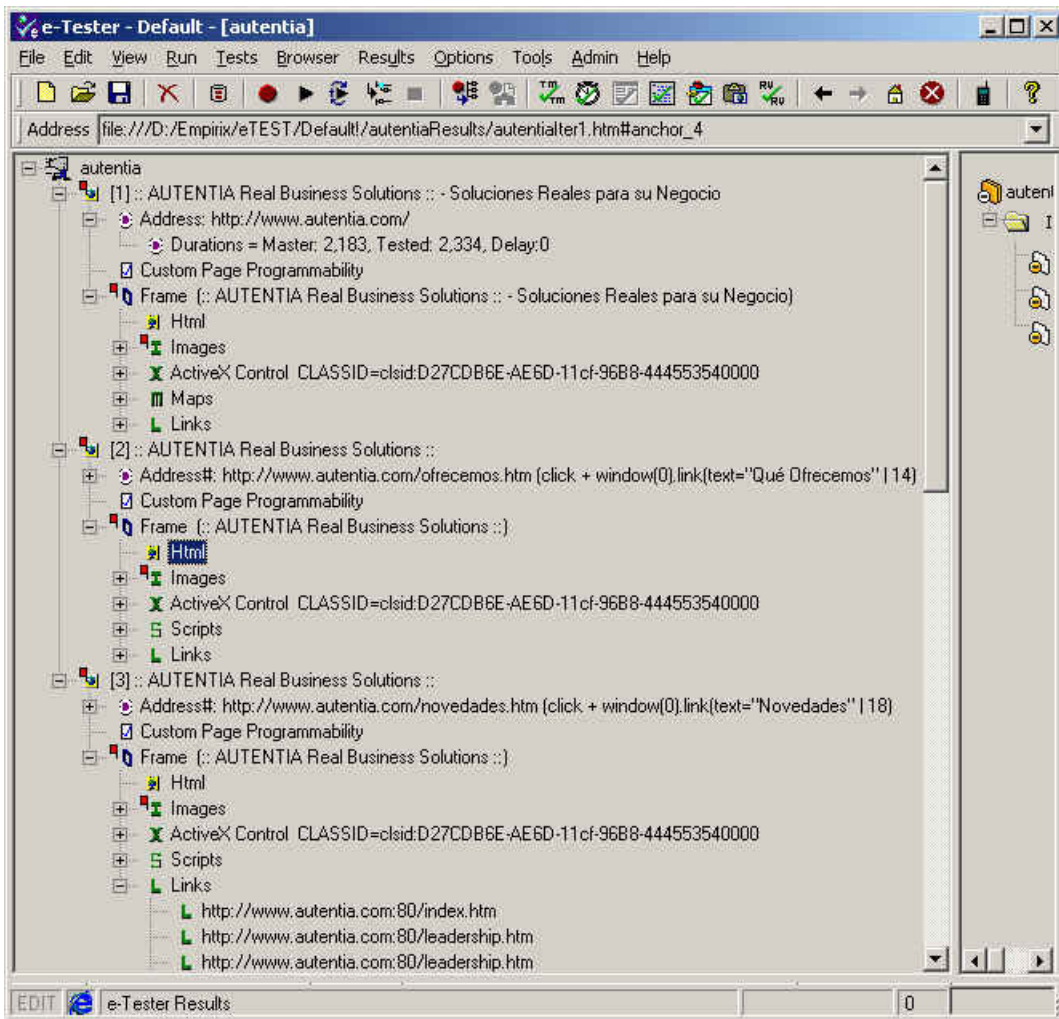 e-Tester - Default - [autentia]
File Edit View Run Tests Browser Results Options Tools Admin Help
Address file:///D:/Empirix/eTEST/Default!/autentiaResults/autentiaIter1.htm#anchor_4
autentia
[1] :: AUTENTIA Real Business Solutions :: - Soluciones Reales para su Negocio
Address: http://www.autentia.com/
Durations = Master: 2,183, Tested: 2,334, Delay:0
Custom Page Programmability
Frame (:: AUTENTIA Real Business Solutions :: - Soluciones Reales para su Negocio)
Html
Images
ActiveX Control CLASSID=clsid:D27CDB6E-AE6D-11cf-96B8-444553540000
Maps
Links
[2] :: AUTENTIA Real Business Solutions ::
Address#: http://www.autentia.com/ofrecemos.htm (click + window(0).link(text="Qué Ofrecemos" | 14)
Custom Page Programmability
Frame (:: AUTENTIA Real Business Solutions ::)
Html
Images
ActiveX Control CLASSID=clsid:D27CDB6E-AE6D-11cf-96B8-444553540000
Scripts
Links
[3] :: AUTENTIA Real Business Solutions ::
Address#: http://www.autentia.com/novedades.htm (click + window(0).link(text="Novedades" | 18)
Custom Page Programmability
Frame (:: AUTENTIA Real Business Solutions ::)
Html
Images
ActiveX Control CLASSID=clsid:D27CDB6E-AE6D-11cf-96B8-444553540000
Scripts
Links
http://www.autentia.com:80/index.htm
http://www.autentia.com:80/leadership.htm
http://www.autentia.com:80/leadership.htm
autent
EDIT e-Tester Results 0